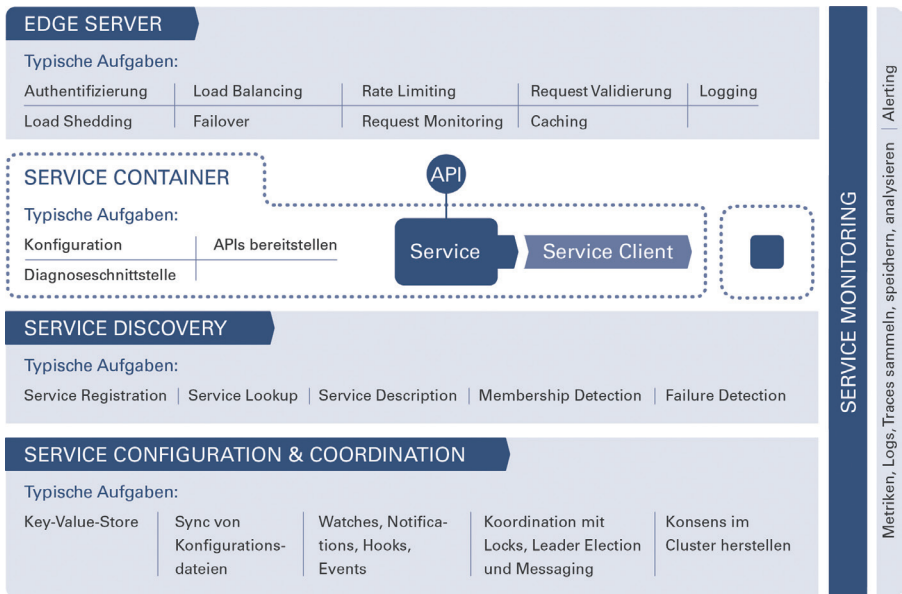 EDGE SERVER
Typische Aufgaben:
Authentifizierung
Load Balancing
Rate Limiting
Request Validierung
Logging
Load Shedding
Failover
Request Monitoring
Caching
SERVICE CONTAINER
Typische Aufgaben:
Konfiguration
APIs bereitstellen
Diagnoseschnittstelle
API
Service
Service Client
SERVICE DISCOVERY
Typische Aufgaben:
Service Registration
Service Lookup
Service Description
Membership Detection
Failure Detection
SERVICE CONFIGURATION & COORDINATION
Typische Aufgaben:
Key-Value-Store
Sync von
Konfigurations-
dateien
Watches, Notifica-
tions, Hooks,
Events
Koordination mit
Locks, Leader Election
und Messaging
Konsens im
Cluster herstellen
SERVICE MONITORING
Metriken, Logs, Traces sammeln, speichern, analysieren
Alerting